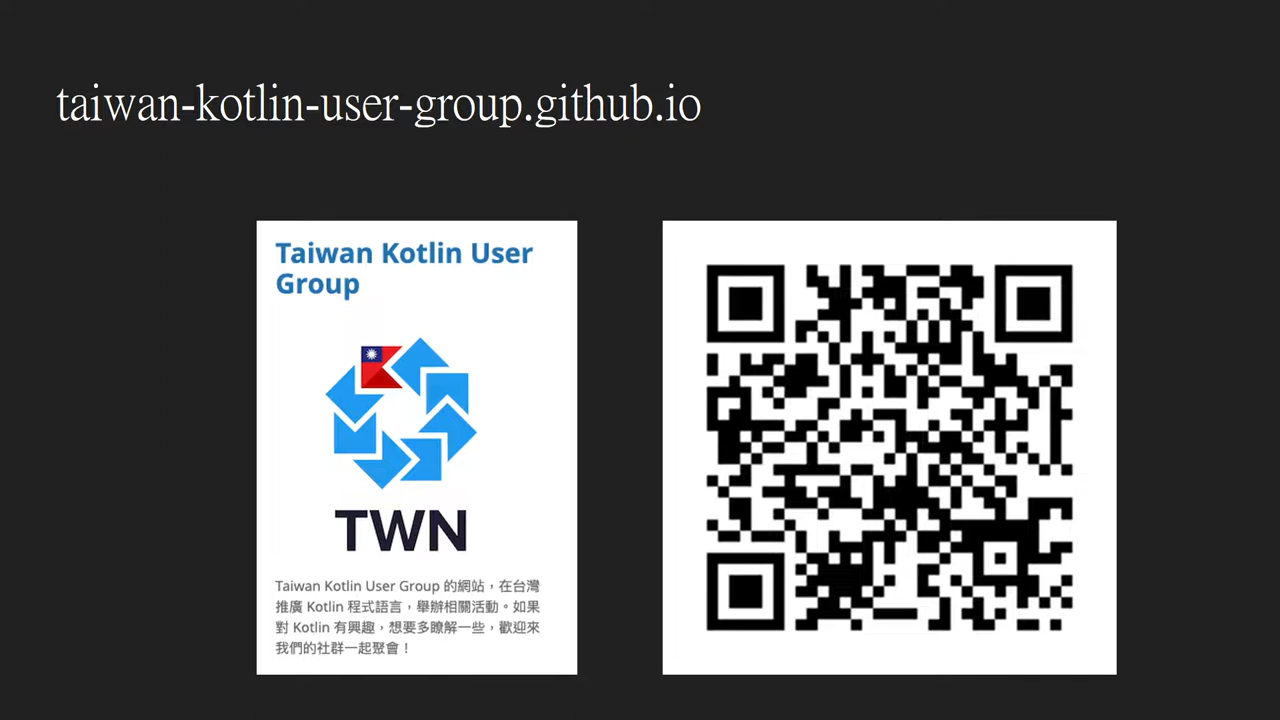 taiwan-kotlin-user-group.github.io
Taiwan Kotlin User
Group
TWN
Taiwan Kotlin User Group 的網站，在台灣
推廣 Kotlin 程式語言，舉辦相關活動。如果
對 Kotlin 有興趣，想要多瞭解一些，歡迎來
我們的社群一起聚會！